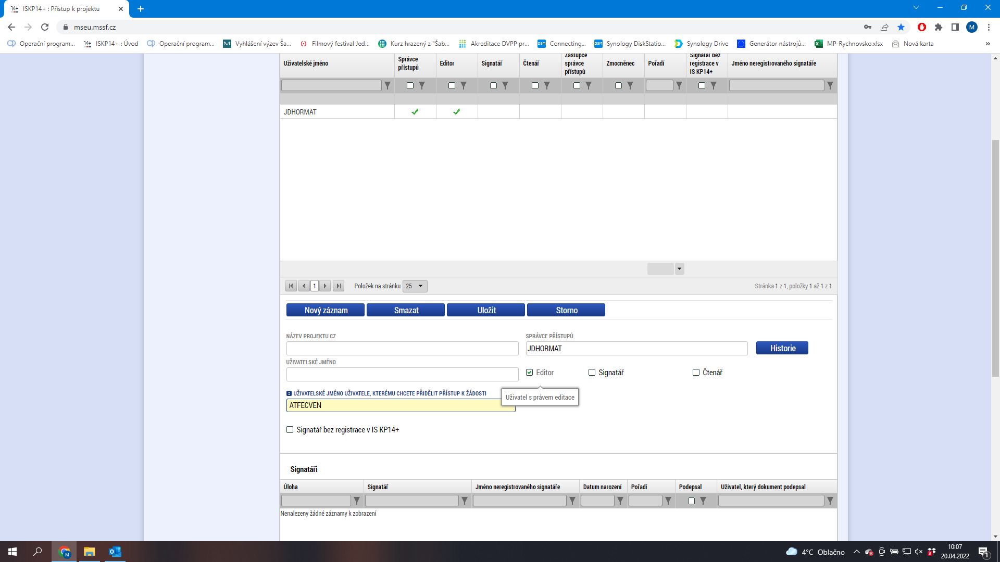 ISKP14+ : Přístup k projektu
mseu.mssf.cz
M
Operační program...
14+ ISKP14+ : Úvod
Operační program...
M Vyhlášení výzev Ša...
Filmový festival Jed...
Kurz hrazený z "Šab...
Akreditace DVPP pr...
DSM Connecting...
DSM Synology DiskStatio...
Synology Drive
Generátor nástrojů...
MP-Rychnovsko.xlsx
Nová karta
»
Uživatelské jméno
Správce přístupů
Editor
Signatář
Čtenář
Zástupce správce přístupů
Zmocněnec
Pořadí
Signatář bez registrace v IS KP14+
Jméno neregistrovaného signatáře
JDHORMAT
1
Položek na stránku 25
Stránka 1 z 1, položky 1 až 1 z 1
Nový záznam Smazat Uložit Storno
NÁZEV PROJEKTU CZ
SPRÁVCE PŘÍSTUPŮ
JDHORMAT
Historie
UŽIVATELSKÉ JMÉNO
Editor
Signatář
Čtenář
UŽIVATELSKÉ JMÉNO UŽIVATELE, KTERÉMU CHCETE PŘIDĚLIT PŘÍSTUP K ŽÁDOSTI
Uživatel s právem editace
ATFECVEN
Signatář bez registrace v IS KP14+
Signatáři
Úloha
Signatář
Jméno neregistrovaného signatáře
Datum narození
Pořadí
Podepsal
Uživatel, který dokument podepsal
Nenalezeny žádné záznamy k zobrazení
4°C Oblačno
10:07
20.04.2022
1